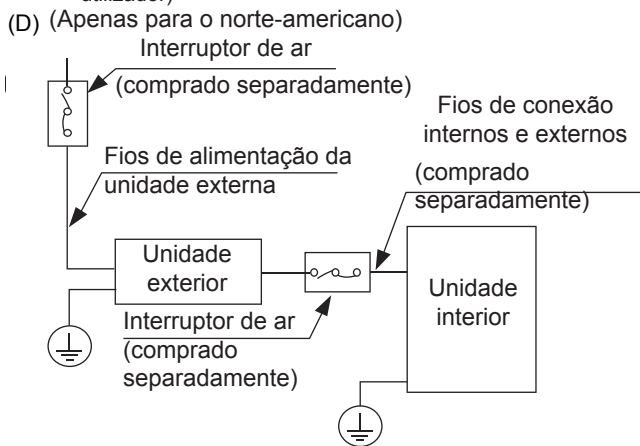 utilizador)
(D) (Apenas para o norte-americano)
Interruptor de ar
(comprado separadamente)
Fios de conexão
internos e externos
(comprado
separadamente)
Fios de alimentação da
unidade externa
Unidade
exterior
Unidade
interior
Interruptor de ar
(comprado
separadamente)